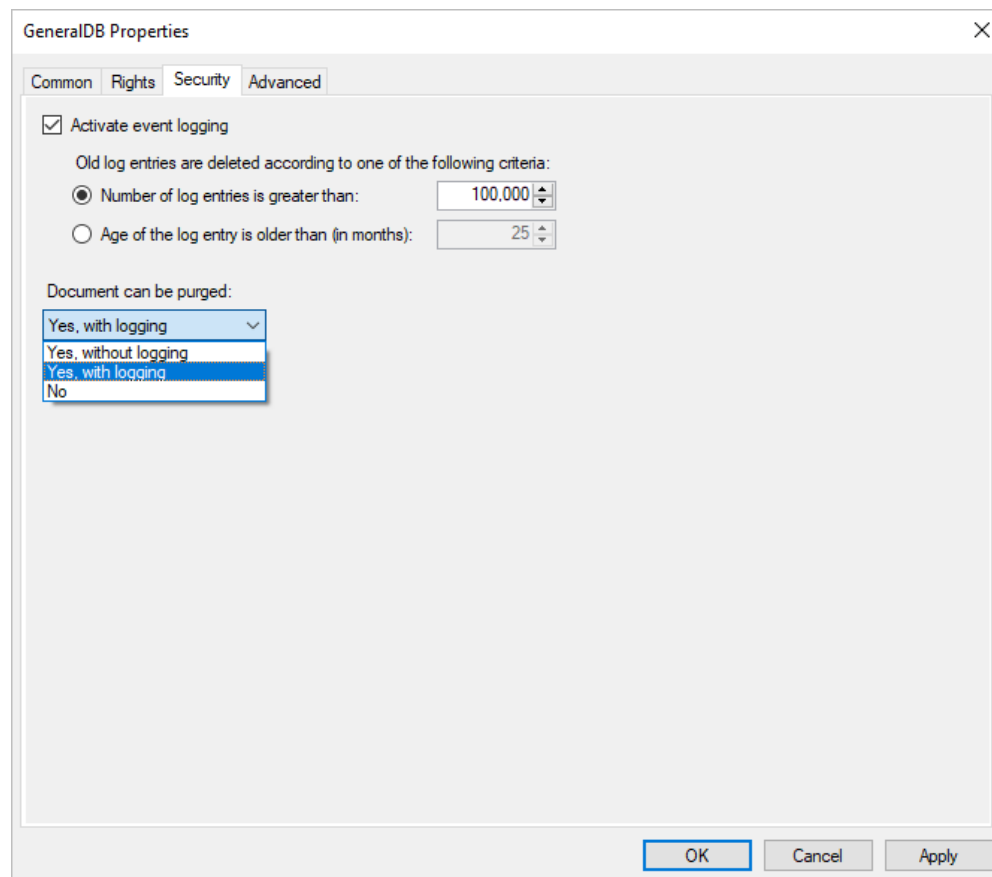 GeneralDB Properties
Common Rights Security Advanced
Activate event logging
Old log entries are deleted according to one of the following criteria:
Number of log entries is greater than: 100,000
Age of the log entry is older than (in months): 25
Document can be purged:
Yes, with logging
Yes, without logging
Yes, with logging
No
OK Cancel Apply